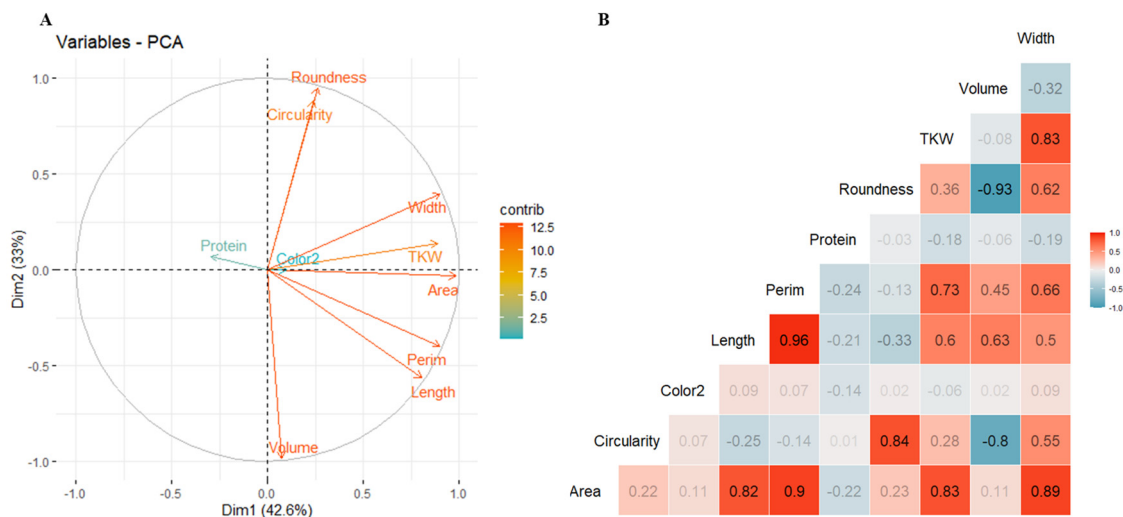 A
Variables - PCA
1.0
0.5
0.0
-0.5
-1.0
Dim2 (33%)
Roundness
Circularity
Width
Protein
Color2
TKW
Area
Perim
Length
Volume
-1.0 -0.5 0.0 0.5 1.0
Dim1 (42.6%)
contrib
12.5
10.0
7.5
5.0
2.5
B
Width
Volume -0.32
TKW -0.08 0.83
Roundness 0.36 -0.93 0.62
Protein -0.03 -0.18 -0.06 -0.19
Perim -0.24 -0.13 0.73 0.45 0.66
Length 0.96 -0.21 -0.33 0.6 0.63 0.5
Color2 0.09 0.07 -0.14 0.02 -0.06 0.02 0.09
Circularity 0.07 -0.25 -0.14 0.01 0.84 0.28 -0.8 0.55
Area 0.22 0.11 0.82 0.9 -0.22 0.23 0.83 0.11 0.89
1.0
0.5
0.0
-0.5
-1.0